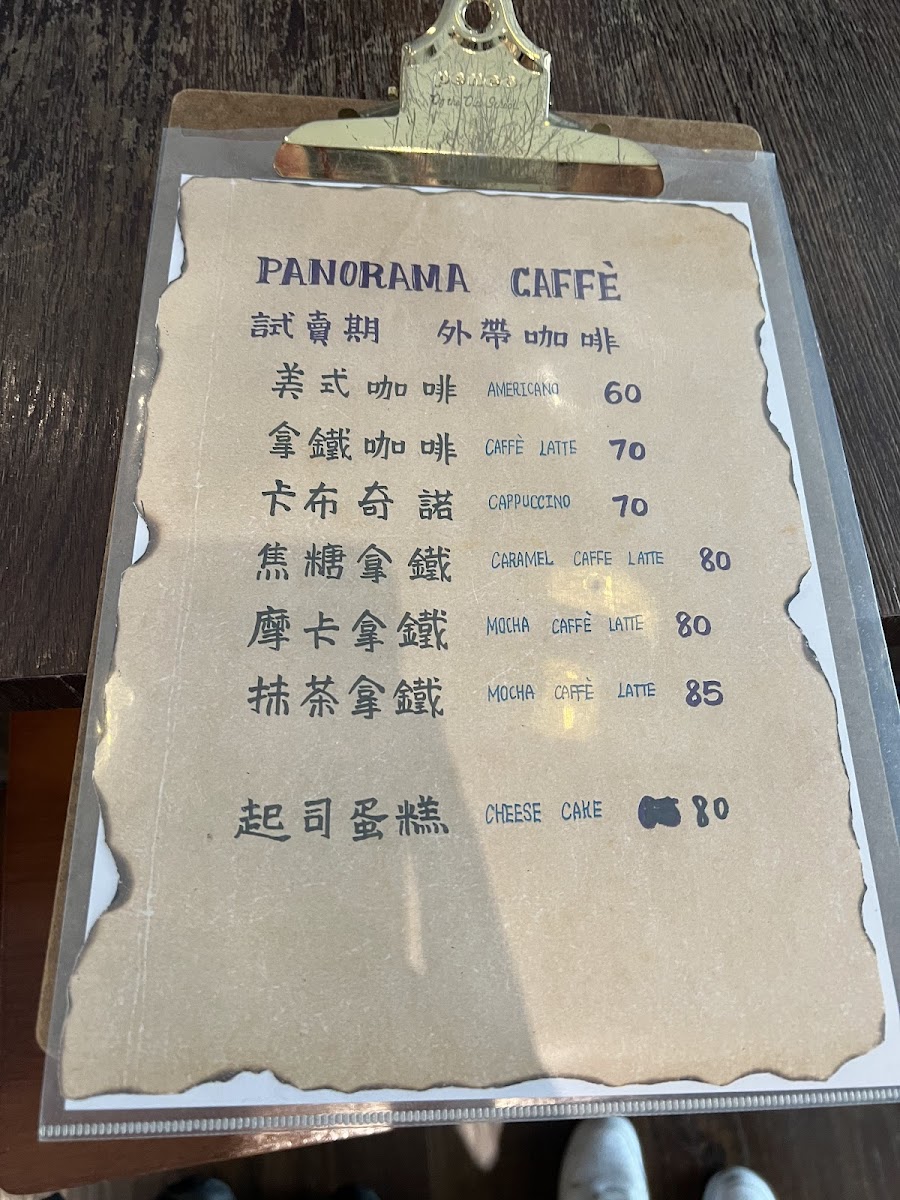 PANORAMA CAFFÈ
試賣期 外帶咖啡
美式咖啡 AMERICANO 60
拿鐵咖啡 CAFFÈ LATTE 70
卡布奇諾 CAPPUCCINO 70
焦糖拿鐵 CARAMEL CAFFE LATTE 80
摩卡拿鐵 MOCHA CAFFÈ LATTE 80
抹茶拿鐵 MOCHA CAFFÈ LATTE 85
起司蛋糕 CHEESE CAKE 80